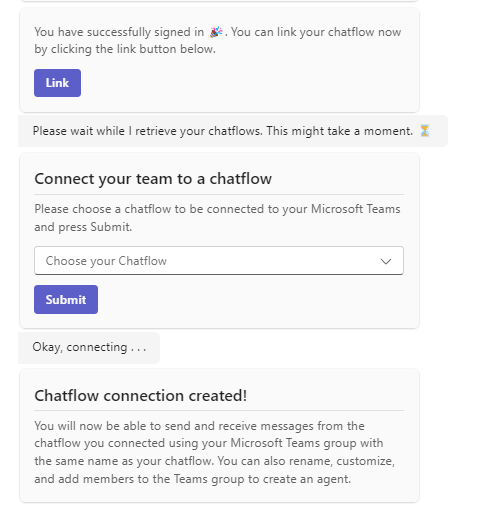 You have successfully signed in 🎉. You can link your chatflow now
by clicking the link button below.
Link
Please wait while I retrieve your chatflows. This might take a moment. ⏳
Connect your team to a chatflow
Please choose a chatflow to be connected to your Microsoft Teams
and press Submit.
Choose your Chatflow
Submit
Okay, connecting . . .
Chatflow connection created!
You will now be able to send and receive messages from the
chatflow you connected using your Microsoft Teams group with
the same name as your chatflow. You can also rename, customize,
and add members to the Teams group to create an agent.